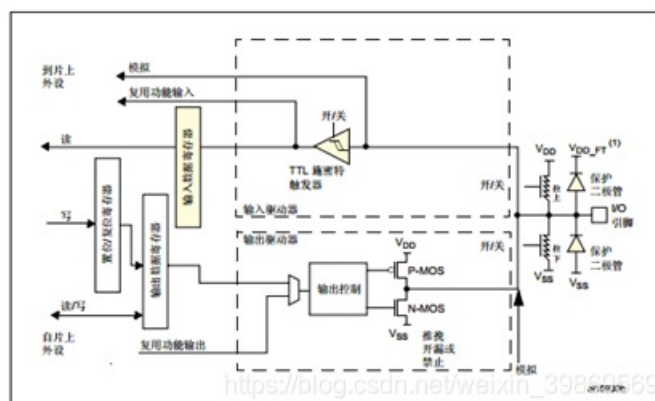 到片上
外设
模拟
复用功能输入
读
开/关
TTL 施密特
触发器
输入数据寄存器
输入驱动器
写
置位/复位寄存器
输出数据寄存器
读/写
自片上
外设
复用功能输出
输出驱动器
输出控制
VDD
P-MOS
N-MOS
VSS
推挽
开漏或
禁止
开/关
开/关
VDD
VDD_FT (1)
上拉
下拉
保护
二极管
I/O
引脚
保护
二极管
VSS
VSS
模拟
https://blog.csdn.net/weixin_39869569